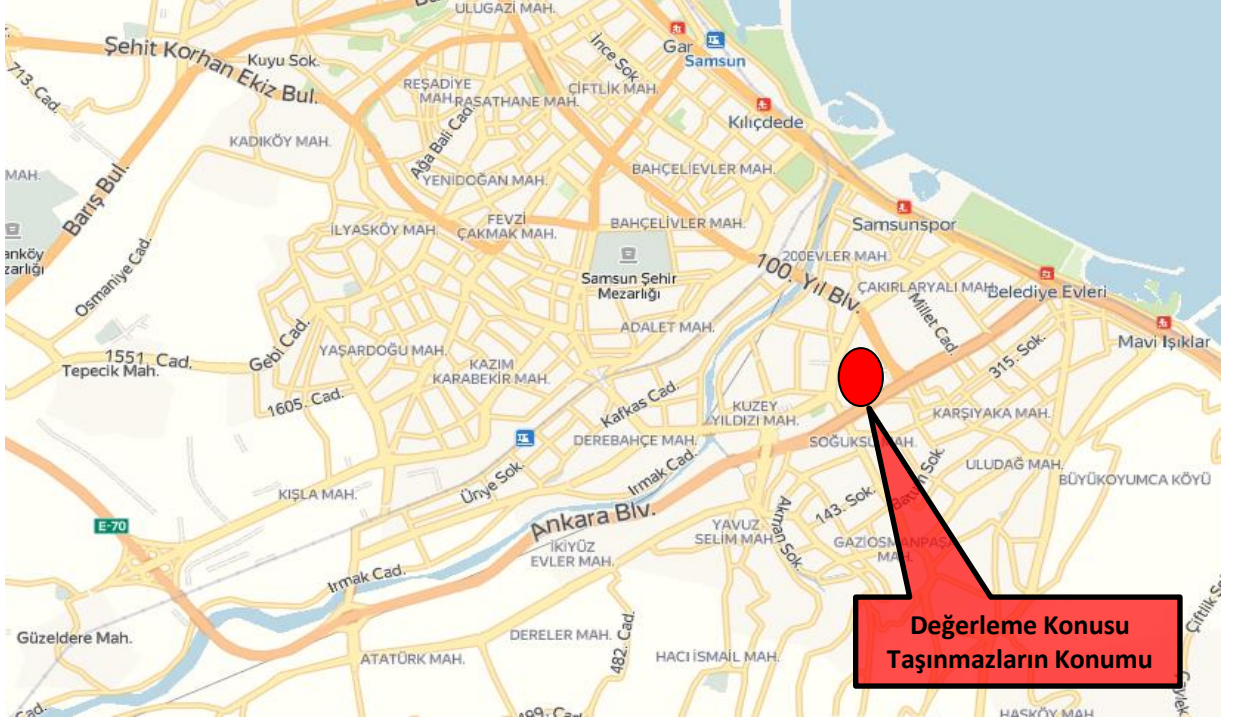 ULUGAZİ MAH.
Gar
Samsun
Şehit Korhan Ekiz Bul.
Kuyu Sok.
İnce Sok.
713. Cad.
REŞADİYE
MAH.
RASATHANE MAH.
ÇİFTLİK MAH.
Kılıçdede
KADIKÖY MAH.
Ağa Bali Cad.
BAHÇELİEVLER MAH.
MAH.
YENİDOĞAN MAH.
Barış Bul.
FEVZİ
ÇAKMAK MAH.
İLYASKÖY MAH.
BAHÇELİVLER MAH.
Samsunspor
anköy
zarlığı
Osmaniye Cad.
Samsun Şehir
Mezarlığı
200EVLER MAH.
100. Yıl Blv.
ÇAKIRLARYALI MAH.
Belediye Evleri
Millet Cad.
ADALET MAH.
Mavi Işıklar
Gebi Cad.
YAŞARDOĞU MAH.
315. Sok.
1551. Cad.
Tepecik Mah.
KAZIM
KARABEKİR MAH.
1605. Cad.
Kafkas Cad.
KUZEY
YILDIZI MAH.
KARŞIYAKA MAH.
DEREBAHÇE MAH.
SOĞUKSU MAH.
Batum Sok.
ULUDAĞ MAH.
BÜYÜKOYUMCA KÖYÜ
Irmak Cad.
Ünye Sok.
KIŞLA MAH.
143. Sok.
Akman Sok.
E-70
Ankara Blv.
YAVUZ
SELİM MAH.
GAZİOSMANPAŞA
MAH.
İKİYÜZ
EVLER MAH.
Irmak Cad.
Güzeldere Mah.
DERELER MAH.
482. Cad.
HACI İSMAİL MAH.
ATATÜRK MAH.
Değerleme Konusu
Taşınmazların Konumu
HASKÖY MAH.